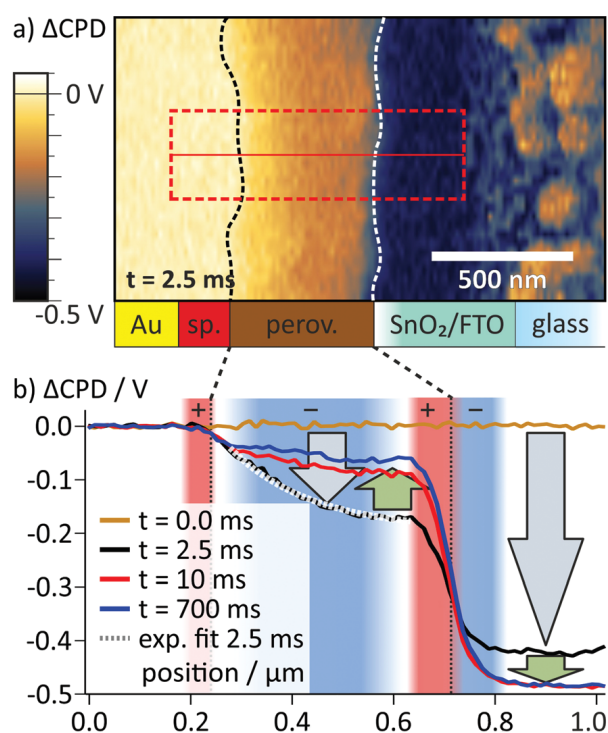 a) ΔCPD
0 V
-0.5 V
t = 2.5 ms
500 nm
Au sp. perov. SnO₂/FTO glass
b) ΔCPD / V
+ − + −
0.0
-0.1
-0.2
-0.3
-0.4
-0.5
t = 0.0 ms
t = 2.5 ms
t = 10 ms
t = 700 ms
exp. fit 2.5 ms
position / μm
0.0 0.2 0.4 0.6 0.8 1.0